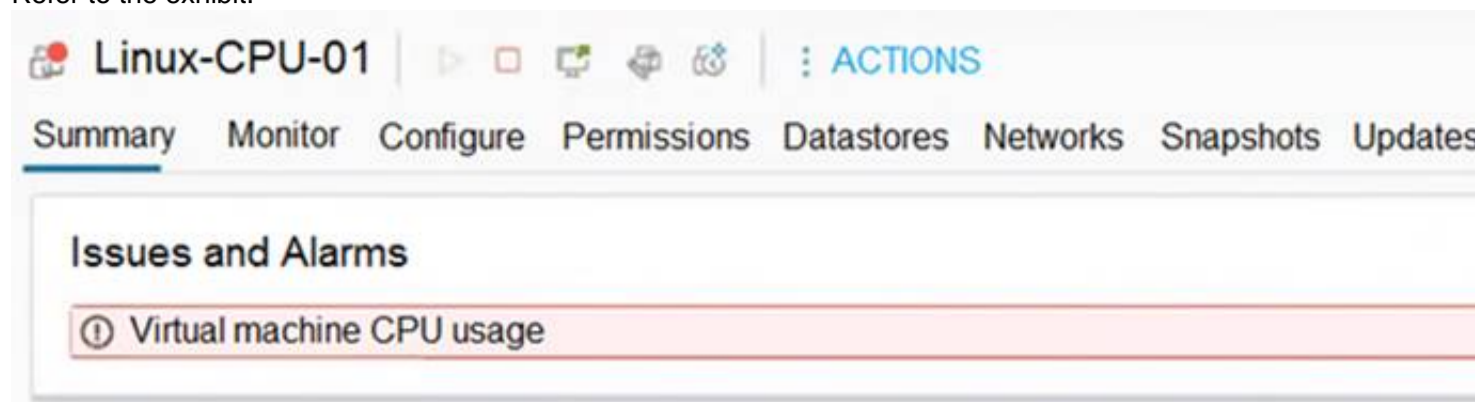 Refer to the exhibit.
Linux-CPU-01 ACTIONS
Summary Monitor Configure Permissions Datastores Networks Snapshots Updates
Issues and Alarms
Virtual machine CPU usage